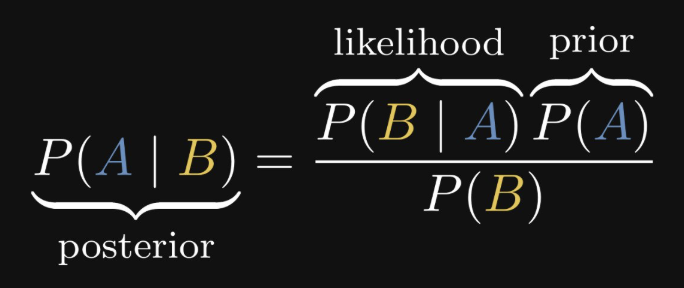 likelihood prior
P(B | A) P(A)
P(A | B) =
P(B)
posterior